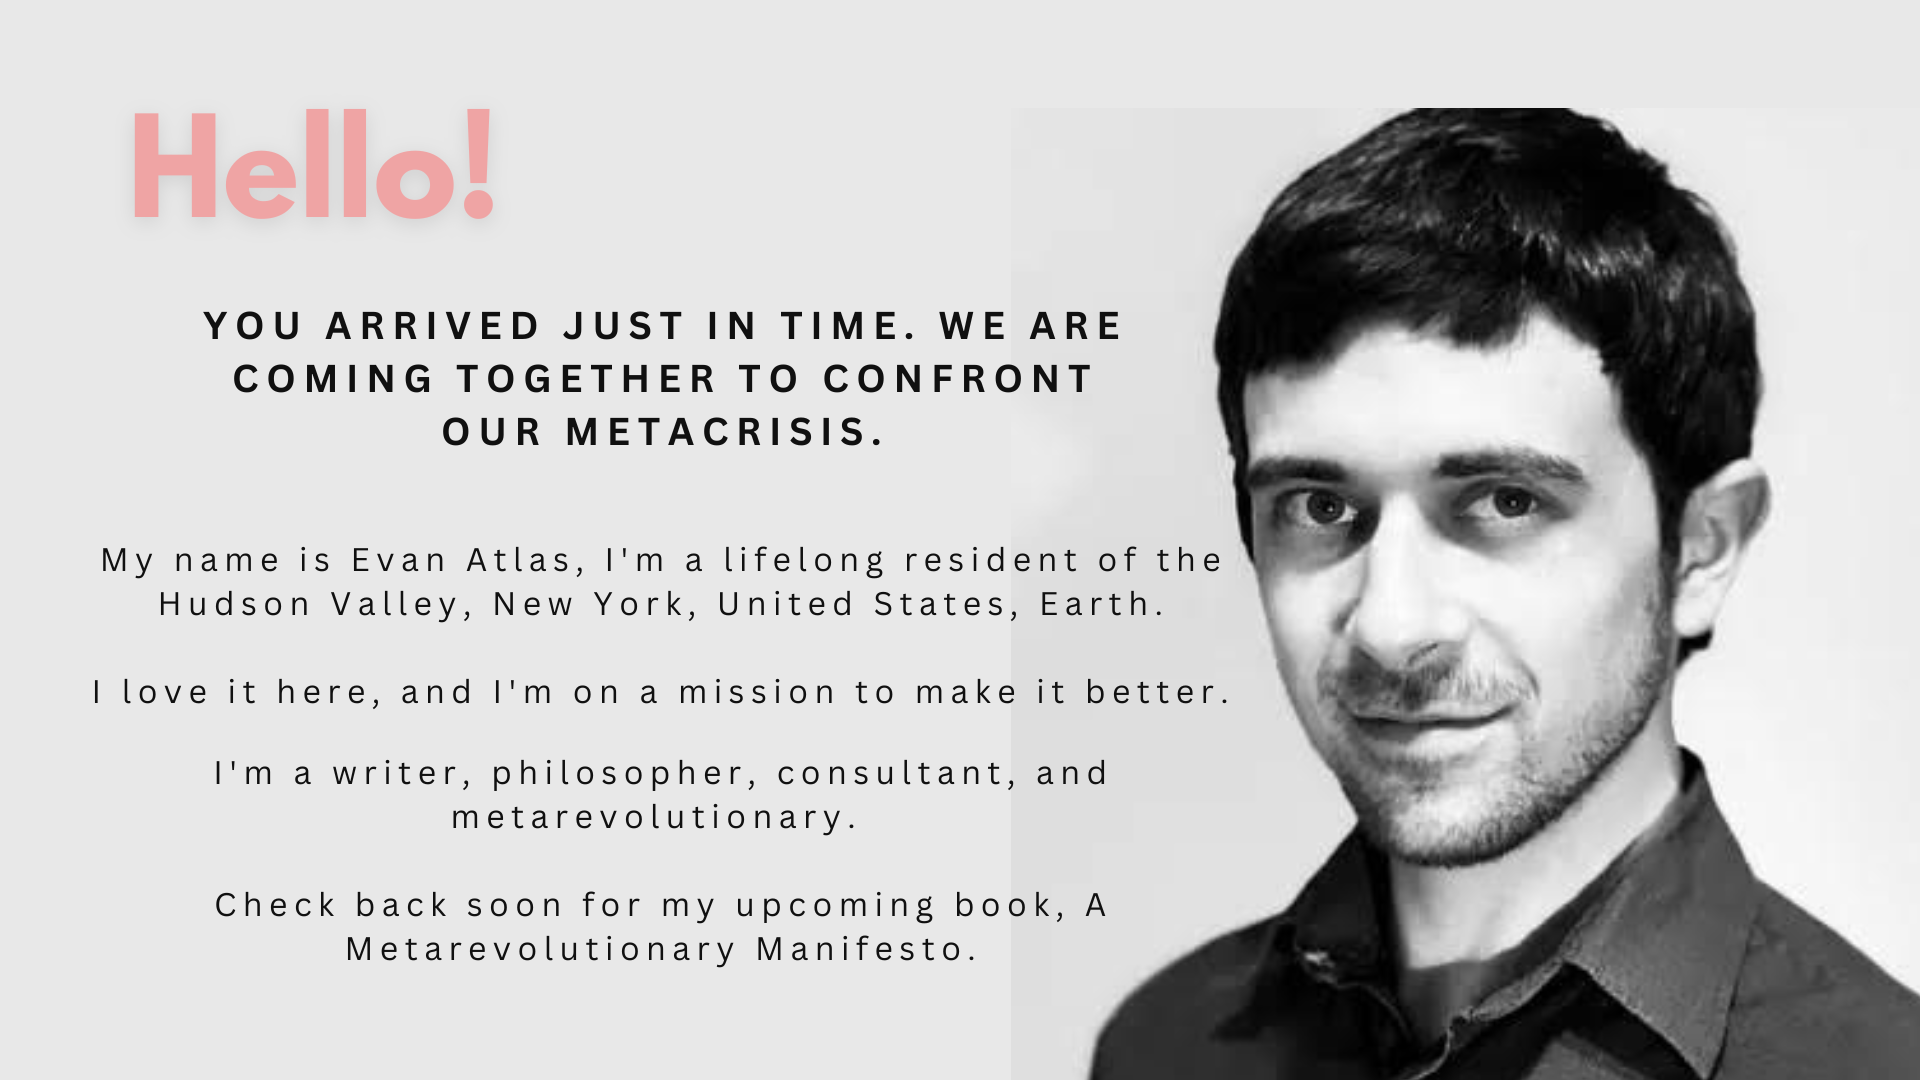 Hello!
YOU ARRIVED JUST IN TIME. WE ARE
COMING TOGETHER TO CONFRONT
OUR METACRISIS.
My name is Evan Atlas, I'm a lifelong resident of the
Hudson Valley, New York, United States, Earth.
I love it here, and I'm on a mission to make it better.
I'm a writer, philosopher, consultant, and
metarevolutionary.
Check back soon for my upcoming book, A
Metarevolutionary Manifesto.